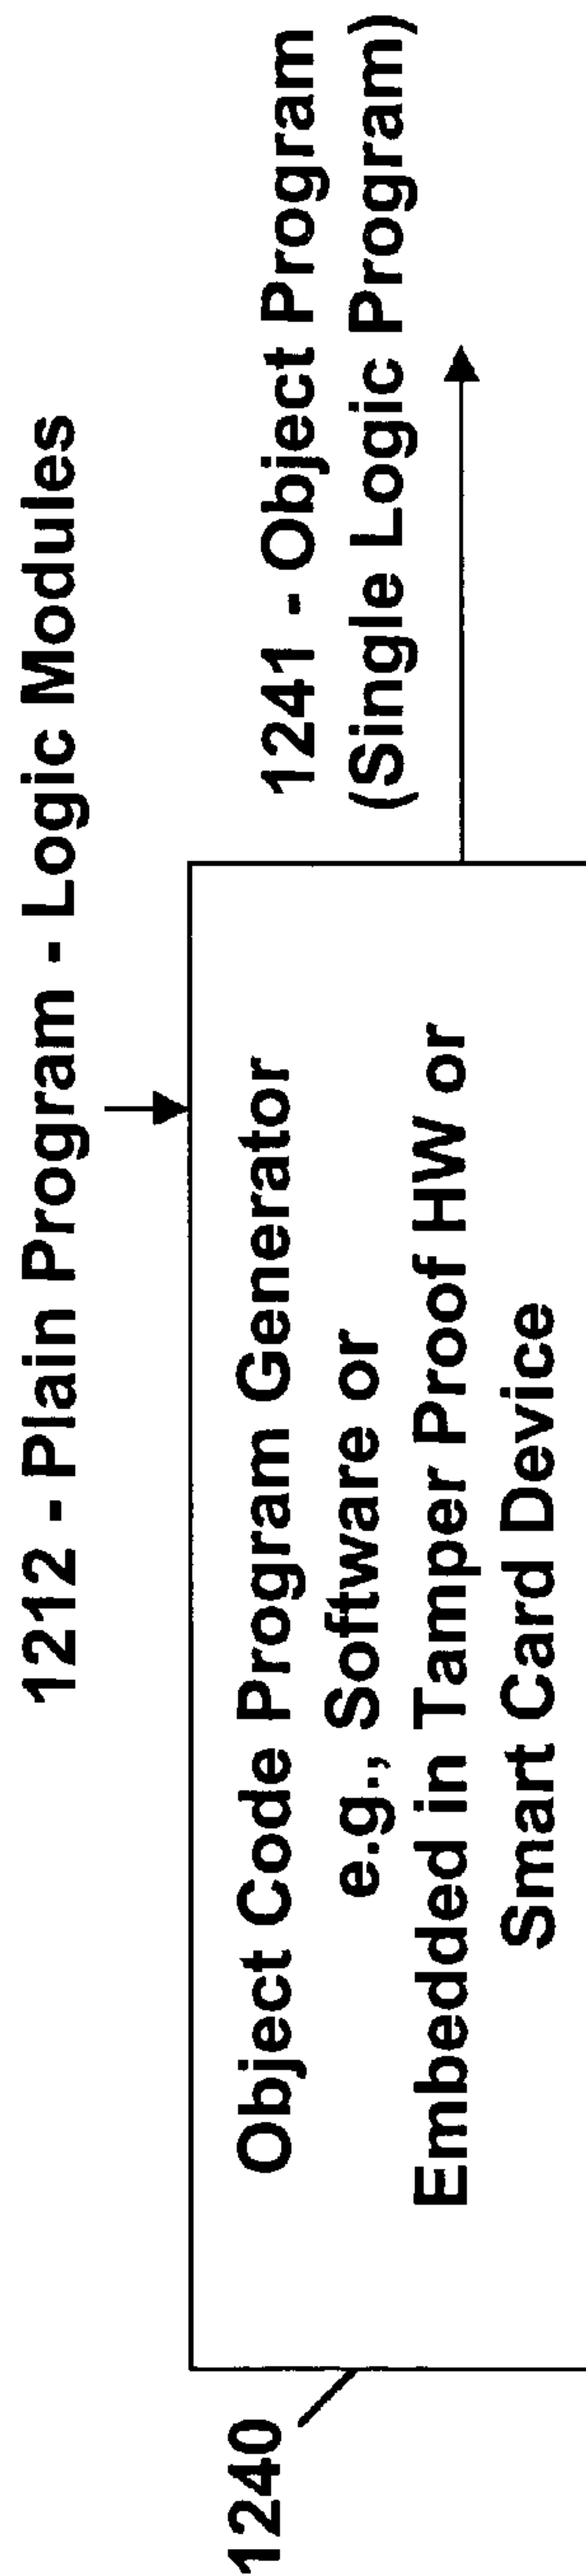 1212 - Plain Program - Logic Modules
1241 - Object Program
(Single Logic Program)
Object Code Program Generator
e.g., Software or
Embedded in Tamper Proof HW or
Smart Card Device
1240